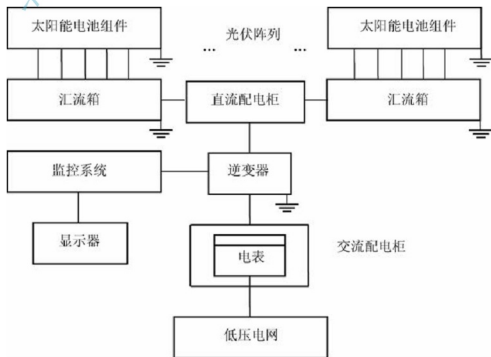 太阳能电池组件
...
光伏阵列
...
太阳能电池组件
汇流箱
直流配电柜
汇流箱
监控系统
逆变器
显示器
电表
交流配电柜
低压电网